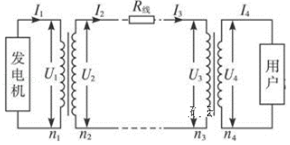 I₁ I₂ R线 I₃ I₄
发电机 U₁ U₂ U₃ U₄ 用户
n₁ n₂ n₃ n₄